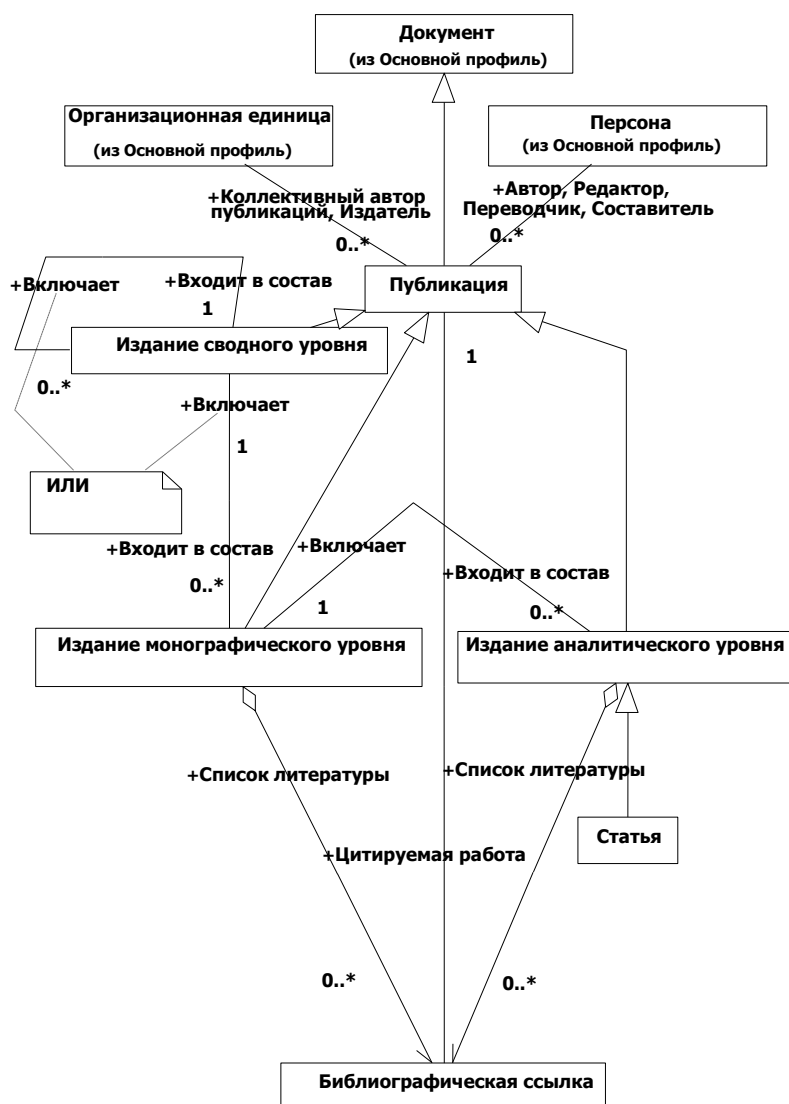 Документ
(из Основной профиль)
Организационная единица
(из Основной профиль)
Персона
(из Основной профиль)
+Коллективный автор
публикаций, Издатель
0..*
+Автор, Редактор,
Переводчик, Составитель
0..*
Публикация
+Включает
+Входит в состав
1
Издание сводного уровня
1
0..*
+Включает
1
ИЛИ
+Входит в состав
+Включает
+Входит в состав
0..*
1
0..*
Издание монографического уровня
Издание аналитического уровня
+Список литературы
+Список литературы
Статья
+Цитируемая работа
0..*
0..*
Библиографическая ссылка